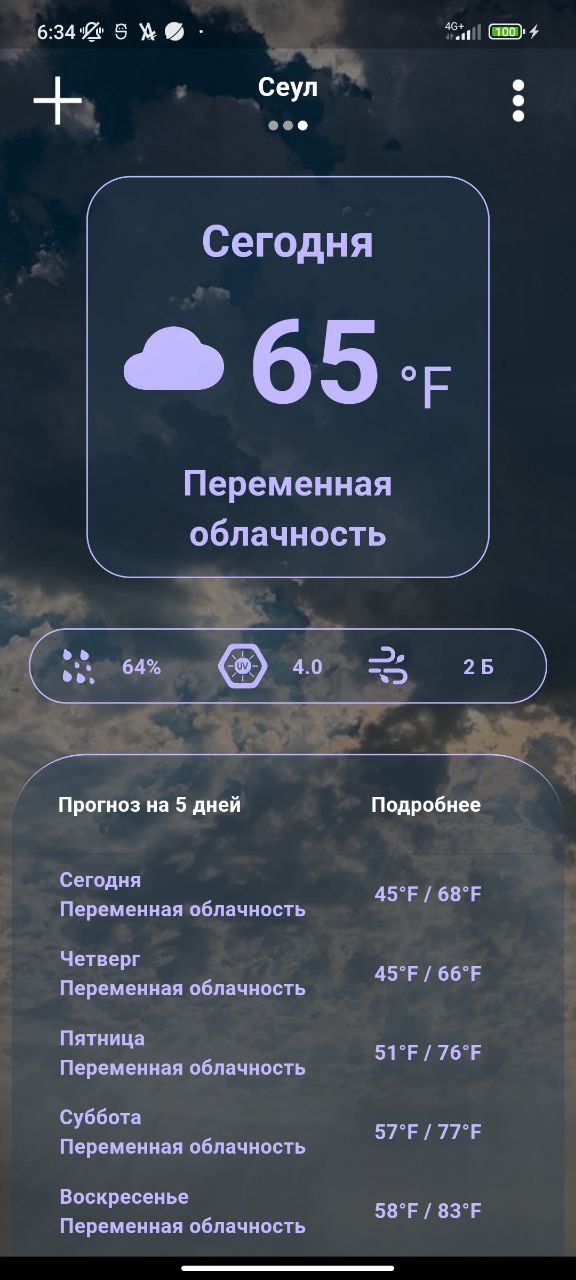 6:34
4G+
100
Сеул
Сегодня
65 °F
Переменная
облачность
64% UV 4.0 2 Б
Прогноз на 5 дней Подробнее
Сегодня
Переменная облачность
45°F / 68°F
Четверг
Переменная облачность
45°F / 66°F
Пятница
Переменная облачность
51°F / 76°F
Суббота
Переменная облачность
57°F / 77°F
Воскресенье
Переменная облачность
58°F / 83°F